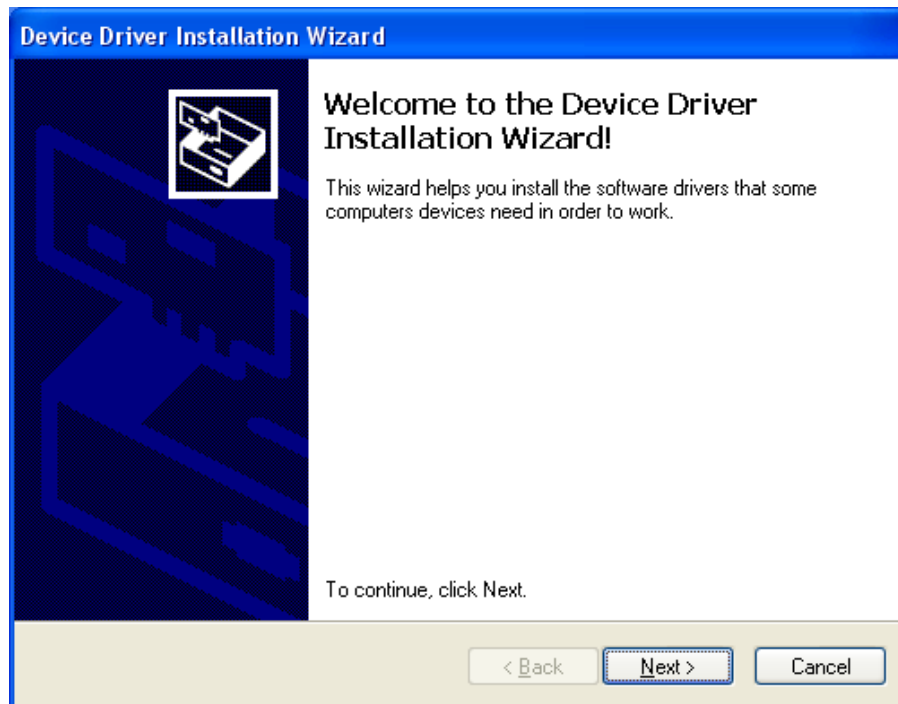 Device Driver Installation Wizard
Welcome to the Device Driver
Installation Wizard!
This wizard helps you install the software drivers that some
computers devices need in order to work.
To continue, click Next.
< Back
Next >
Cancel